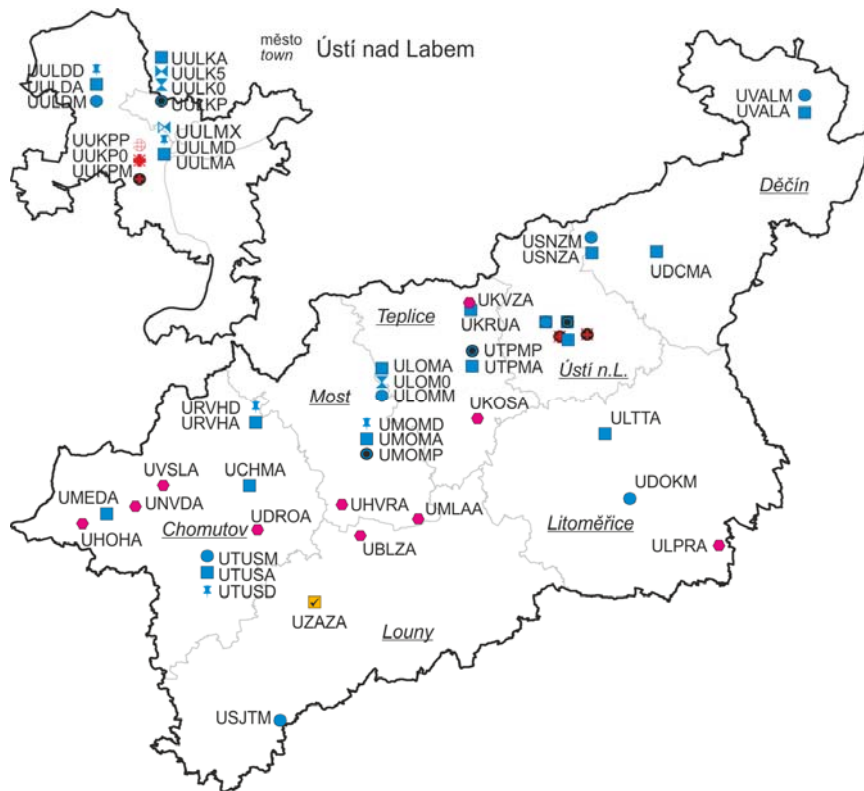 město
town
Ústí nad Labem
UULDD
UULDA
UULDM
UULKA
UULK5
UULK0
UULKP
UULMX
UULMD
UULMA
UUKPP
UUKP0
UUKPM
UVALM
UVALA
Děčín
USNZM
USNZA
UDCMA
UKVZA
Teplice
UKRUA
UTPMP
UTPMA
Ústí n.L.
ULOMA
ULOM0
ULOMM
Most
URVHD
URVHA
UMOMD
UMOMA
UMOMP
UKOSA
ULTTA
UVSLA
UCHMA
UDOKM
UMEDA
UNVDA
UHVRA
UMLAA
UHOHA
Chomutov
UDROA
UBLZA
Litoměřice
ULPRA
UTUSM
UTUSA
UTUSD
UZAZA
Louny
USJTM